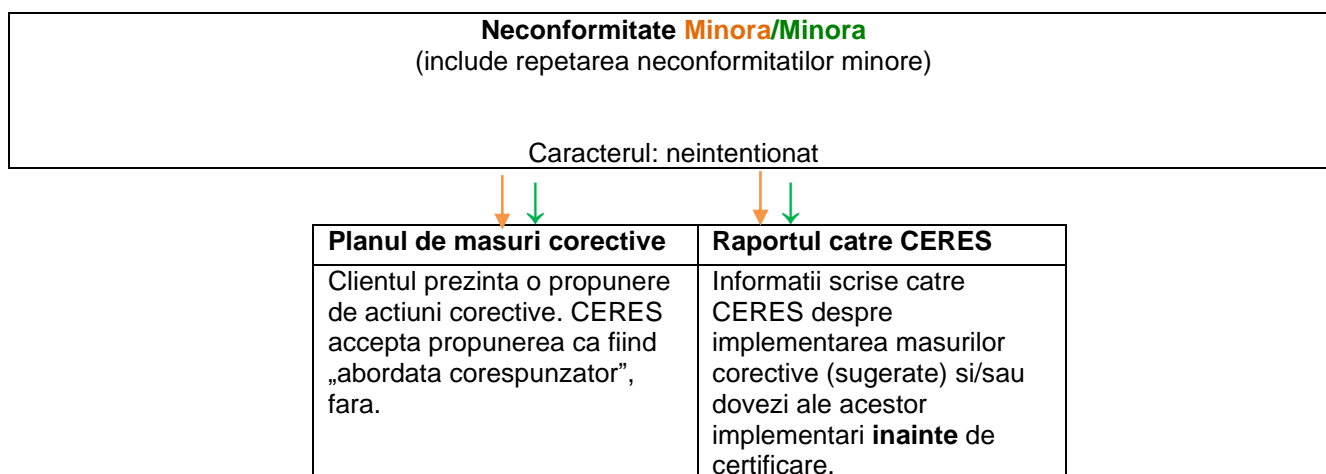 Neconformitate Minora/Minora
(include repetarea neconformitatilor minore)
Caracterul: neintentionat
Planul de masuri corective
Clientul prezinta o propunere
de actiuni corective. CERES
accepta propunerea ca fiind
„abordata corespunzator”,
fara.
Raportul catre CERES
Informatii scrise catre
CERES despre
implementarea masurilor
corective (sugerate) si/sau
dovezi ale acestor
implementari inainte de
certificare.